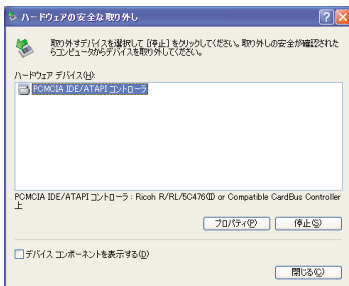 ハードウェアの安全な取り外し
取り外すデバイスを選択して [停止] をクリックしてください。取り外しの安全が確認された
らコンピュータからデバイスを取り外してください。
ハードウェア デバイス(H):
PCMCIA IDE/ATAPI コントローラ
PCMCIA IDE/ATAPI コントローラ : Ricoh R/RL/5C476(II) or Compatible CardBus Controller
上
プロパティ(P)
停止(S)
デバイス コンポーネントを表示する(D)
閉じる(C)